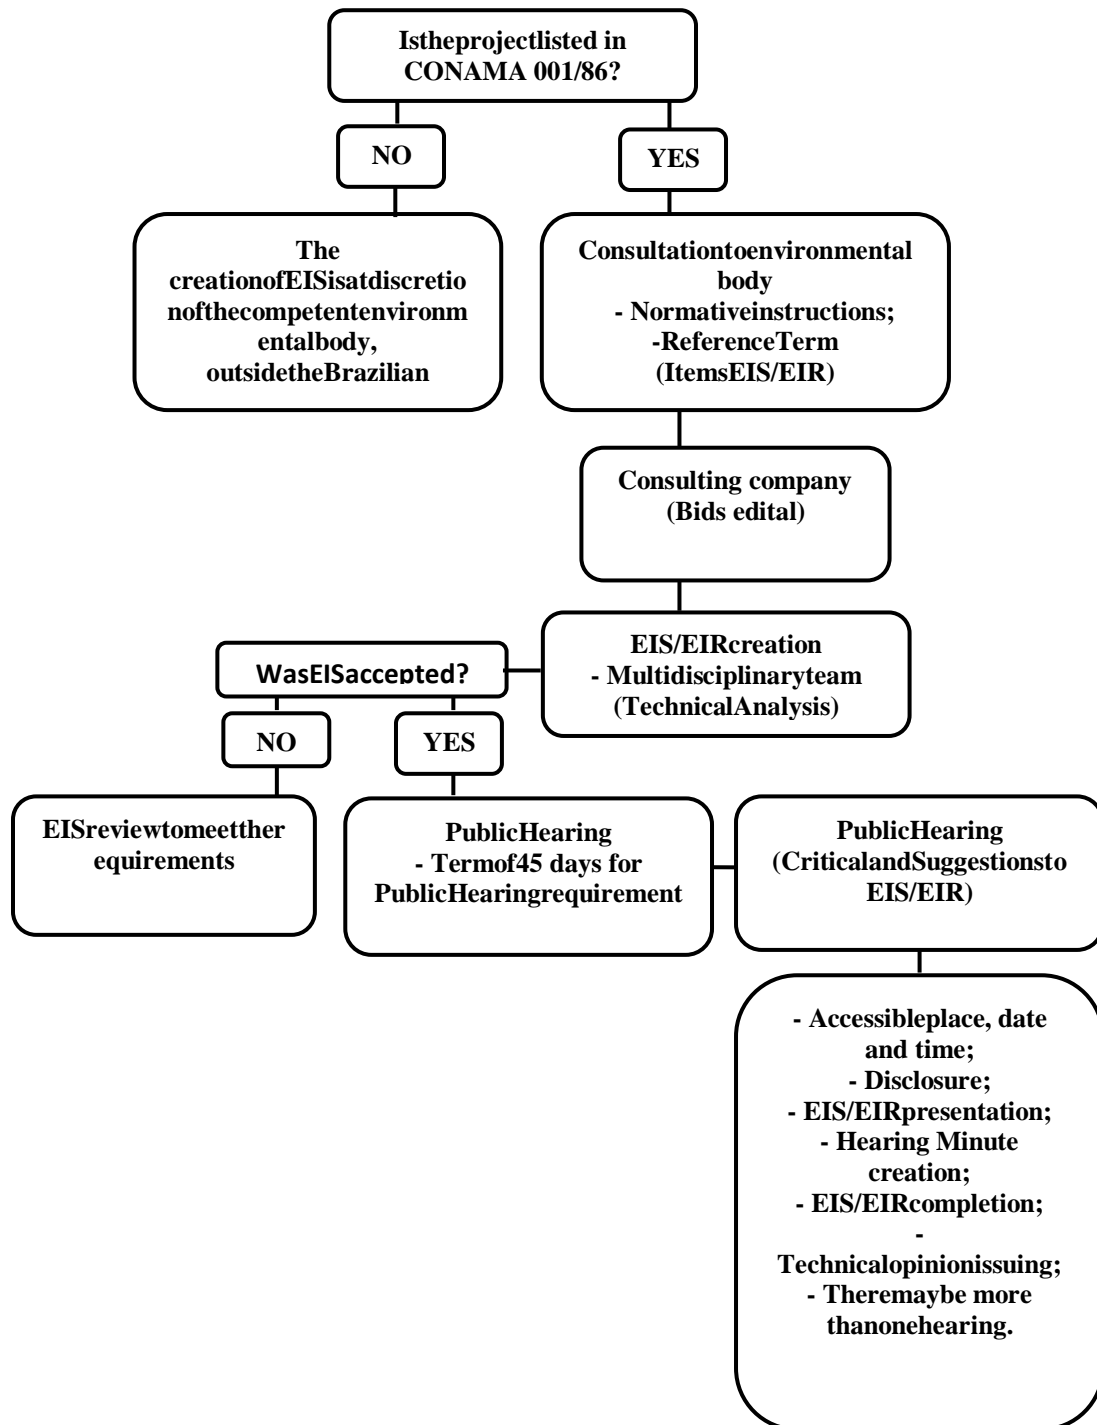 Istheprojectlisted in
CONAMA 001/86?
NO
YES
The
creationofEISisatdiscretio
nofthecompetentenvironm
entalbody,
outsidetheBrazilian
Consultationtoenvironmental
body
- Normativeinstructions;
-ReferenceTerm
(ItemsEIS/EIR)
Consulting company
(Bids edital)
EIS/EIRcreation
- Multidisciplinaryteam
(TechnicalAnalysis)
WasEISaccepted?
NO
YES
EISreviewtomeetther
equirements
PublicHearing
- Termof45 days for
PublicHearingrequirement
PublicHearing
(CriticalandSuggestionsto
EIS/EIR)
- Accessibleplace, date
and time;
- Disclosure;
- EIS/EIRpresentation;
- Hearing Minute
creation;
- EIS/EIRcompletion;
-
Technicalopinionissuing;
- Theremaybe more
thanonehearing.